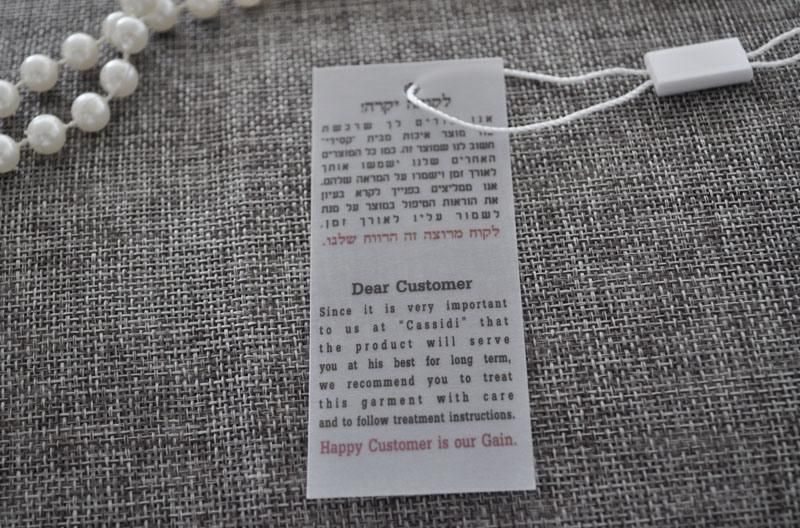 יקרה!
אנו מודים לך שרכשת
מוצר איכות מבית "קסידי"
חשוב לנו שמוצר זה, כמו כל המוצרים
האחרים שלנו ישמשו אותך
לאורך זמן וישמרו על המראה שלהם.
אנו ממליצים בפנייך לקרא בעיון
את הוראות הטיפול במוצר על מנת
לשמור עליו לאורך זמן.
לקוח מרוצה זה הרווח שלנו.
Dear Customer
Since it is very important
to us at "Cassidi" that
the product will serve
you at his best for long term,
we recommend you to treat
this garment with care
and to follow treatment instructions.
Happy Customer is our Gain.